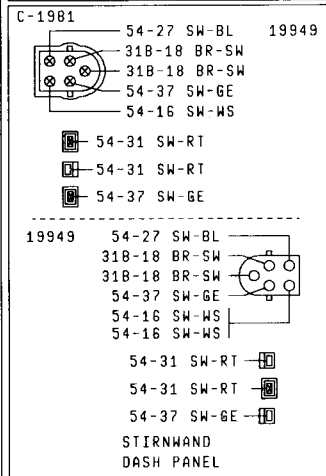 C-1981
54-27 SW-BL 19949
31B-18 BR-SW
31B-18 BR-SW
54-37 SW-GE
54-16 SW-WS
54-31 SW-RT
54-31 SW-RT
54-37 SW-GE
19949 54-27 SW-BL
31B-18 BR-SW
31B-18 BR-SW
54-37 SW-GE
54-16 SW-WS
54-16 SW-WS
54-31 SW-RT
54-31 SW-RT
54-37 SW-GE
STIRNWAND
DASH PANEL